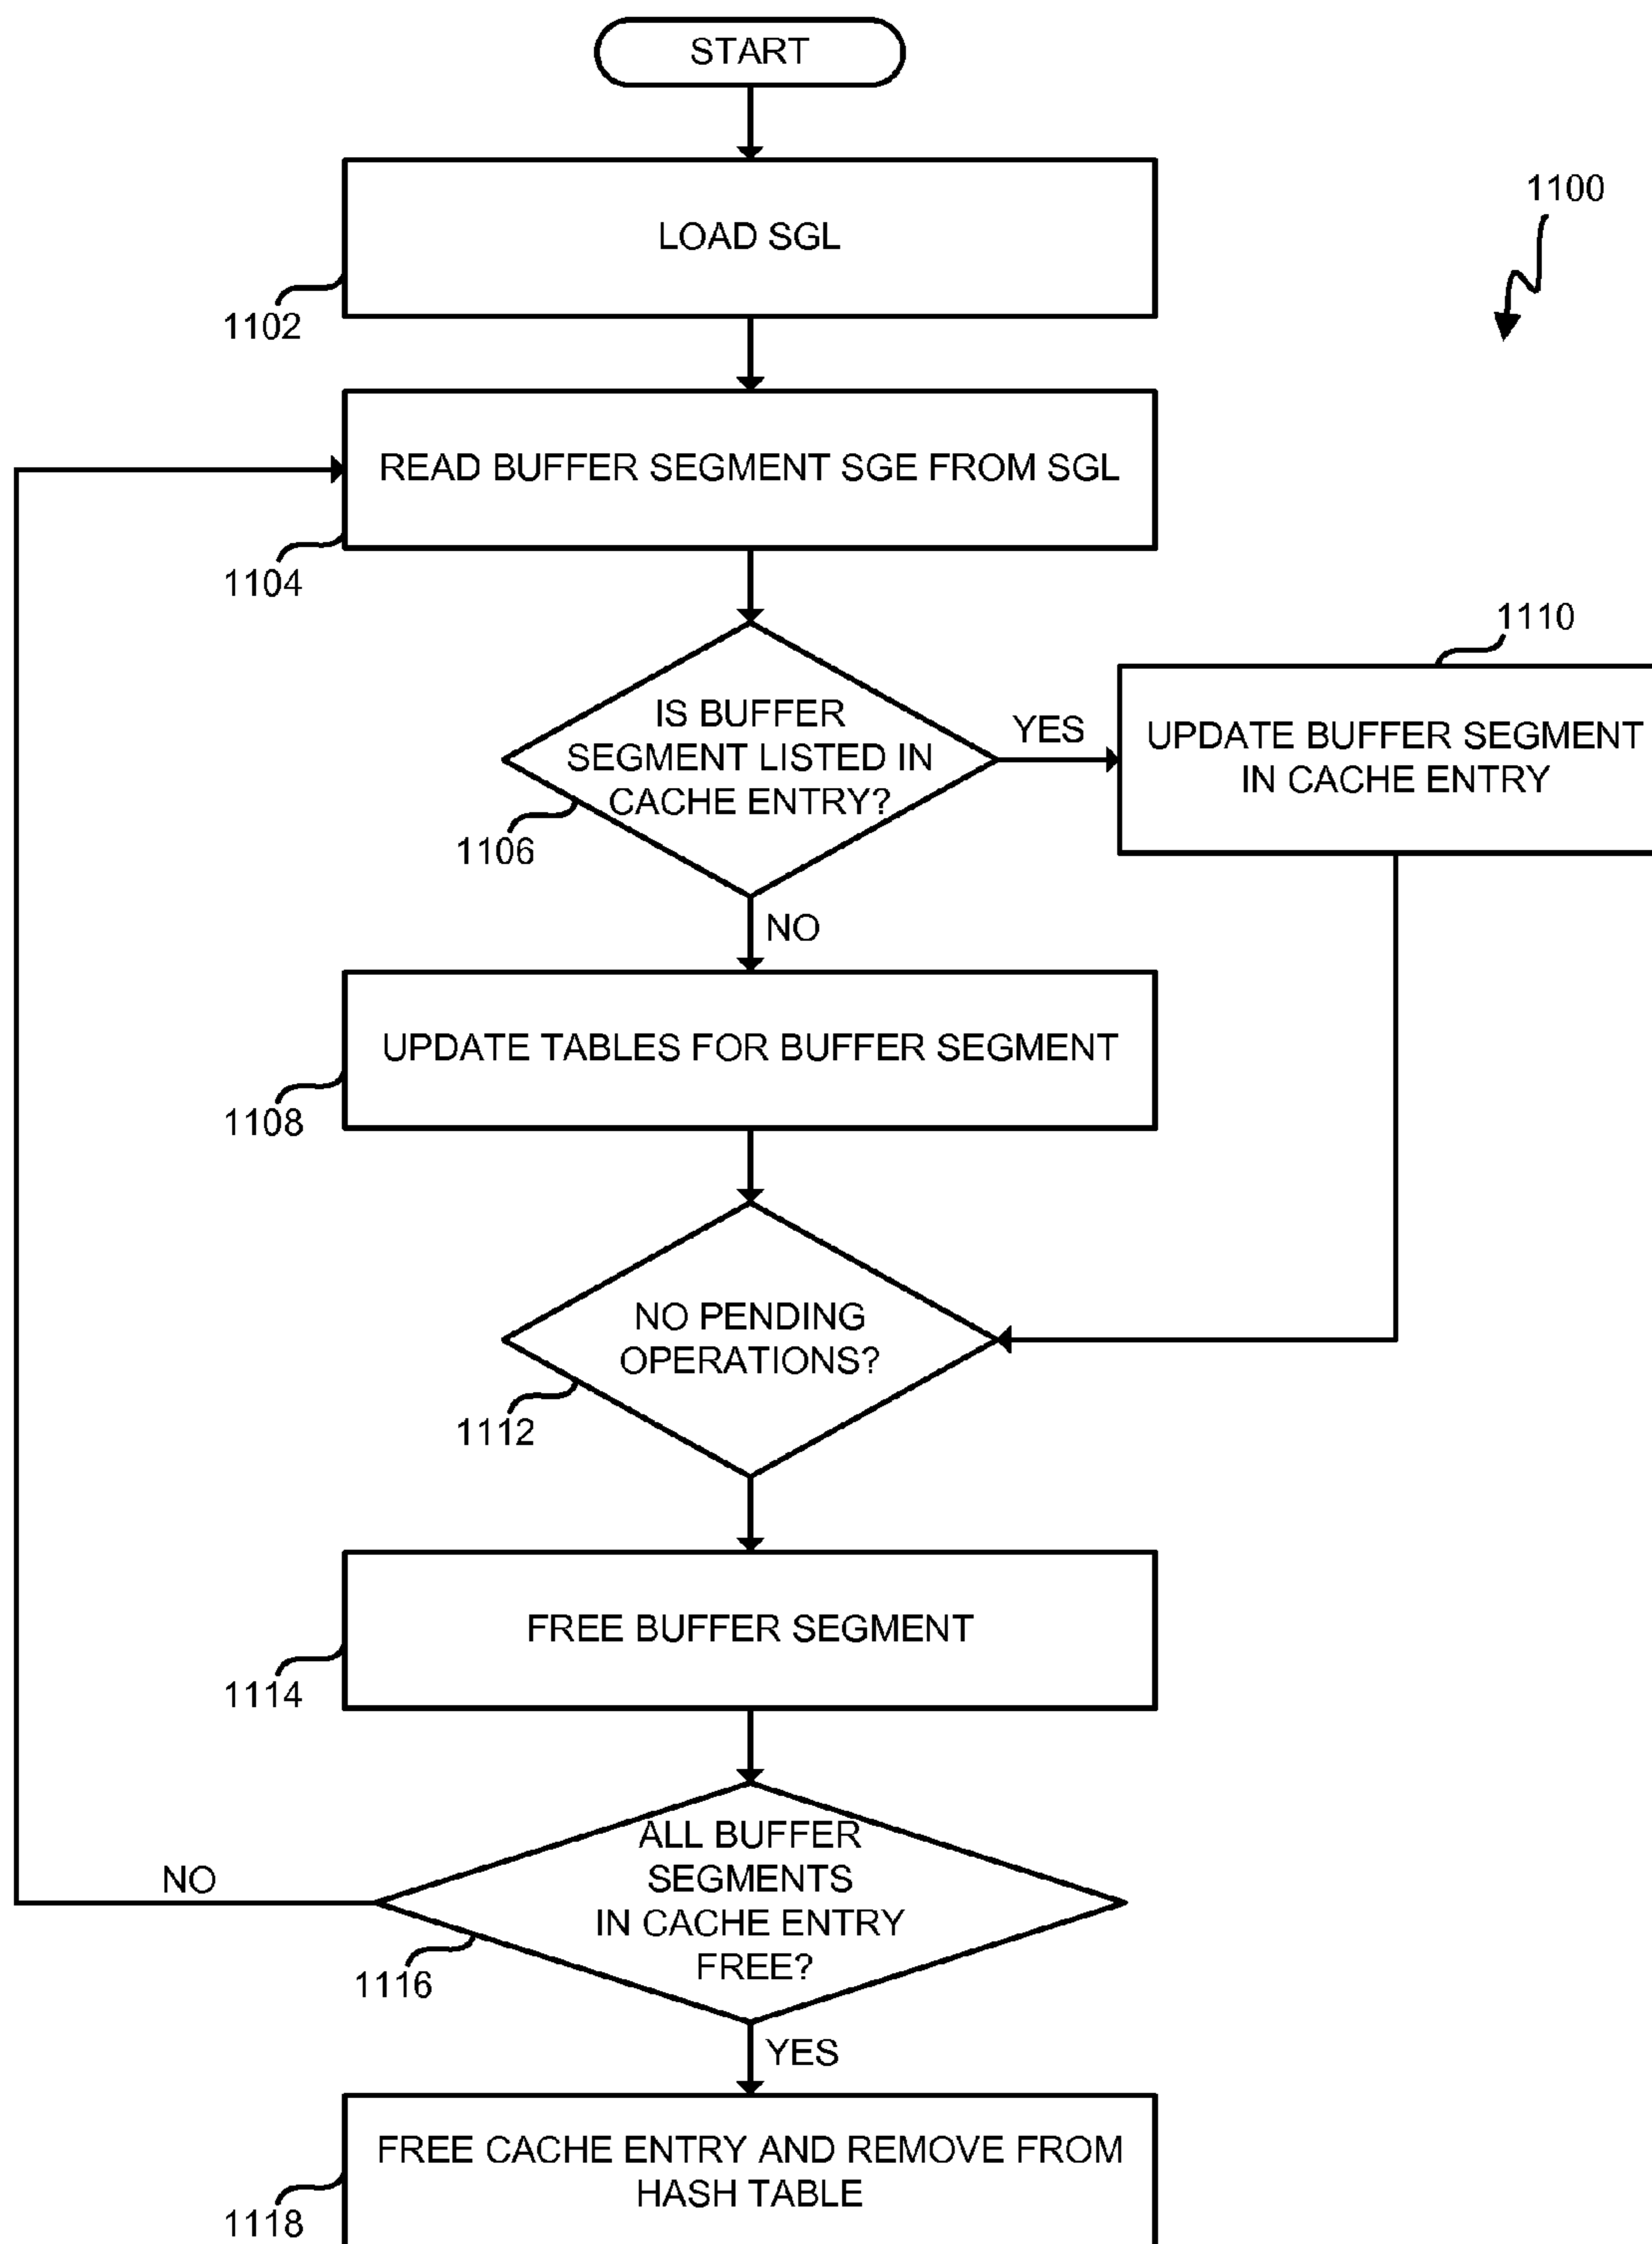 START
1100
LOAD SGL
1102
READ BUFFER SEGMENT SGE FROM SGL
1104
1110
IS BUFFER
SEGMENT LISTED IN
CACHE ENTRY?
YES
UPDATE BUFFER SEGMENT
IN CACHE ENTRY
1106
NO
UPDATE TABLES FOR BUFFER SEGMENT
1108
NO PENDING
OPERATIONS?
1112
FREE BUFFER SEGMENT
1114
ALL BUFFER
SEGMENTS
IN CACHE ENTRY
FREE?
NO
1116
YES
FREE CACHE ENTRY AND REMOVE FROM
HASH TABLE
1118